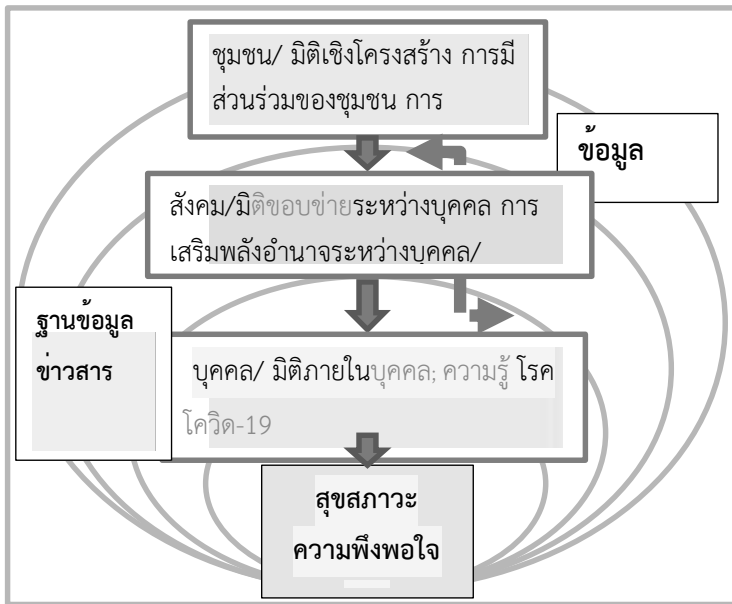 ชุมชน/ มิติเชิงโครงสร้าง การมี
ส่วนร่วมของชุมชน การ
ข้อมูล
สังคม/มิติขอบข่ายระหว่างบุคคล การ
เสริมพลังอำนาจระหว่างบุคคล/
ฐานข้อมูล
ข่าวสาร
บุคคล/ มิติภายในบุคคล; ความรู้ โรค
โควิด-19
สุขสภาวะ
ความพึงพอใจ